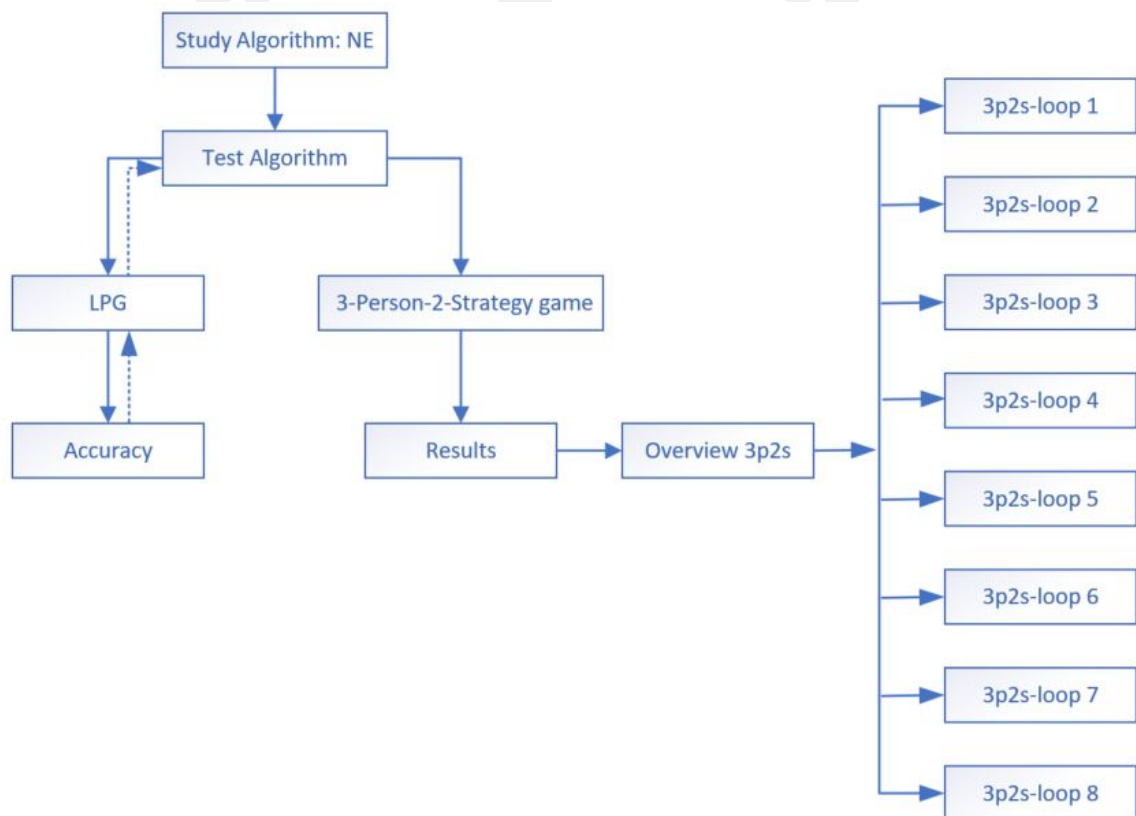 Study Algorithm: NE
Test Algorithm
LPG
3-Person-2-Strategy game
Accuracy
Results
Overview 3p2s
3p2s-loop 1
3p2s-loop 2
3p2s-loop 3
3p2s-loop 4
3p2s-loop 5
3p2s-loop 6
3p2s-loop 7
3p2s-loop 8